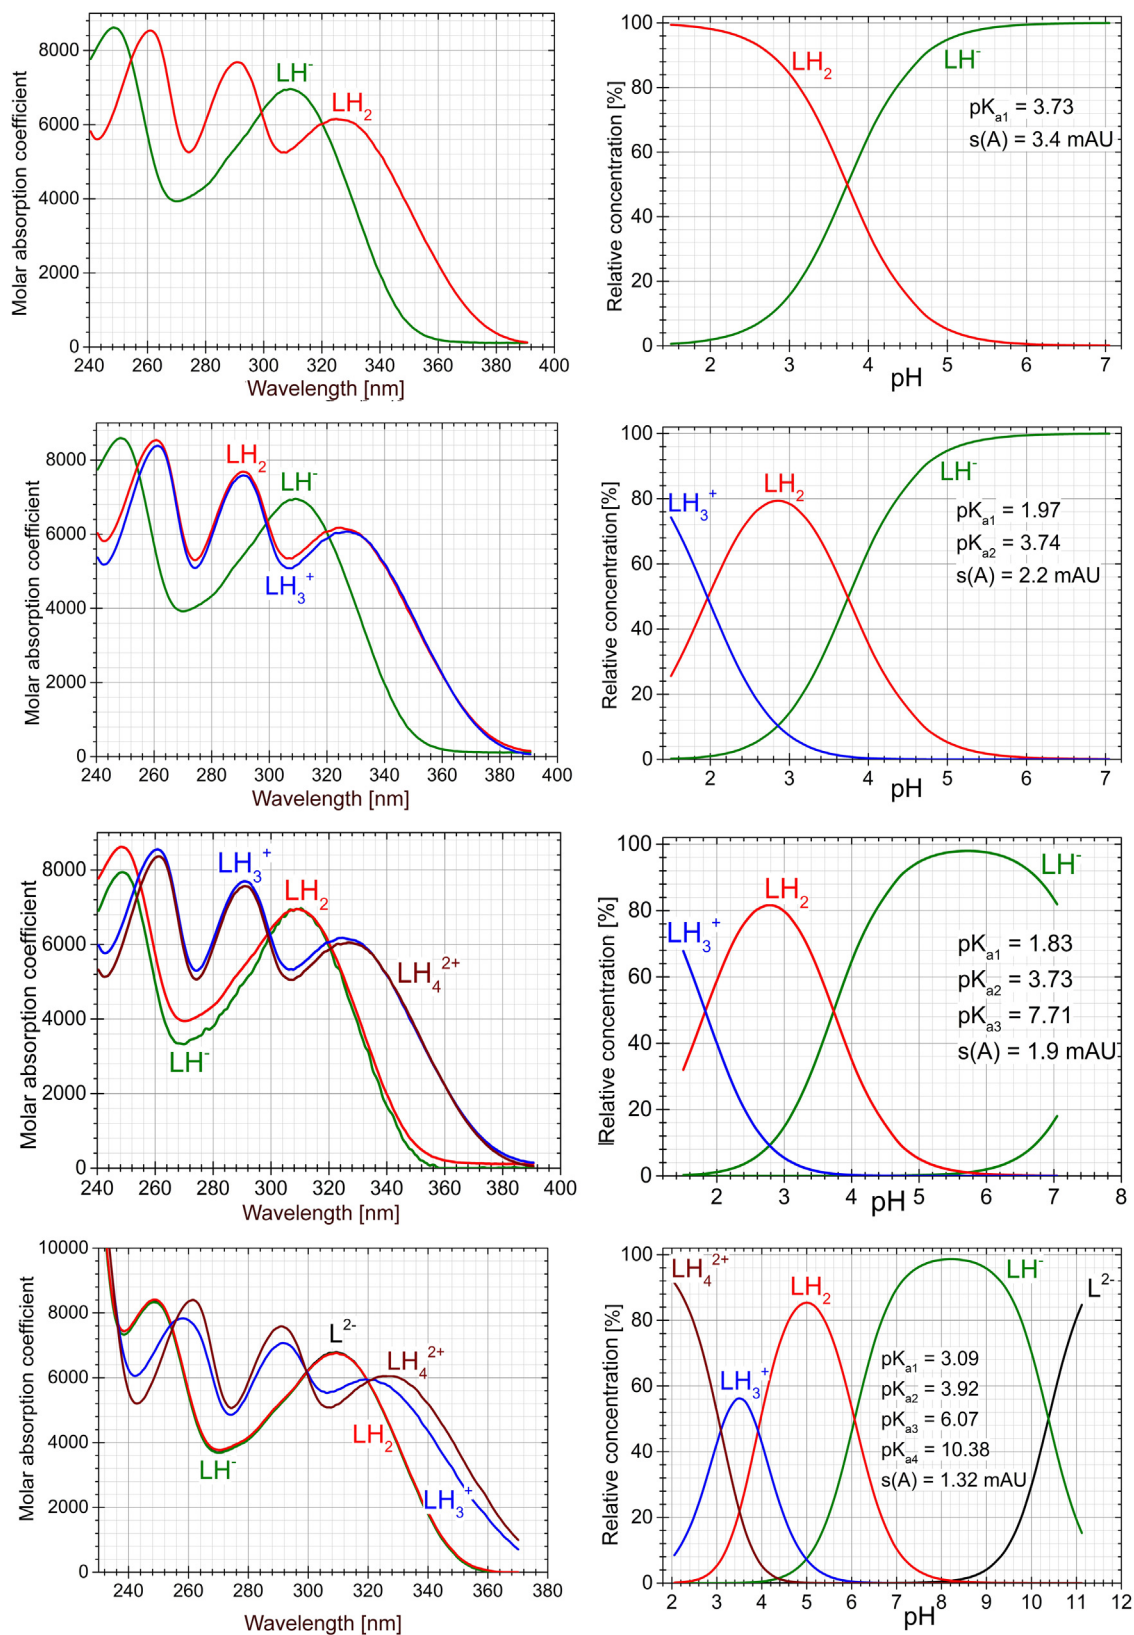 Molar absorption coefficient
8000
6000
4000
2000
0
LH-
LH2
240 260 280 300 320 340 360 380 400
Wavelength [nm]
Relative concentration [%]
100
80
60
40
20
0
LH2
LH-
pKa1 = 3.73
s(A) = 3.4 mAU
2 3 4 5 6 7
pH
Molar absorption coefficient
8000
6000
4000
2000
0
LH2
LH-
LH3+
240 260 280 300 320 340 360 380 400
Wavelength [nm]
Relative concentration [%]
100
80
60
40
20
0
LH3+
LH2
LH-
pKa1 = 1.97
pKa2 = 3.74
s(A) = 2.2 mAU
2 3 4 5 6 7
pH
Molar absorption coefficient
8000
6000
4000
2000
0
LH3+
LH2
LH42+
LH-
240 260 280 300 320 340 360 380 400
Wavelength [nm]
Relative concentration [%]
100
80
60
40
20
0
LH3+
LH2
LH-
pKa1 = 1.83
pKa2 = 3.73
pKa3 = 7.71
s(A) = 1.9 mAU
2 3 4 5 6 7 8
pH
Molar absorption coefficient
10000
8000
6000
4000
2000
0
L2-
LH42+
LH2
LH-
LH3+
240 260 280 300 320 340 360 380
Wavelength [nm]
Relative concentration [%]
100
80
60
40
20
0
LH42+
LH2
LH-
L2-
LH3+
pKa1 = 3.09
pKa2 = 3.92
pKa3 = 6.07
pKa4 = 10.38
s(A) = 1.32 mAU
2 3 4 5 6 7 8 9 10 11 12
pH